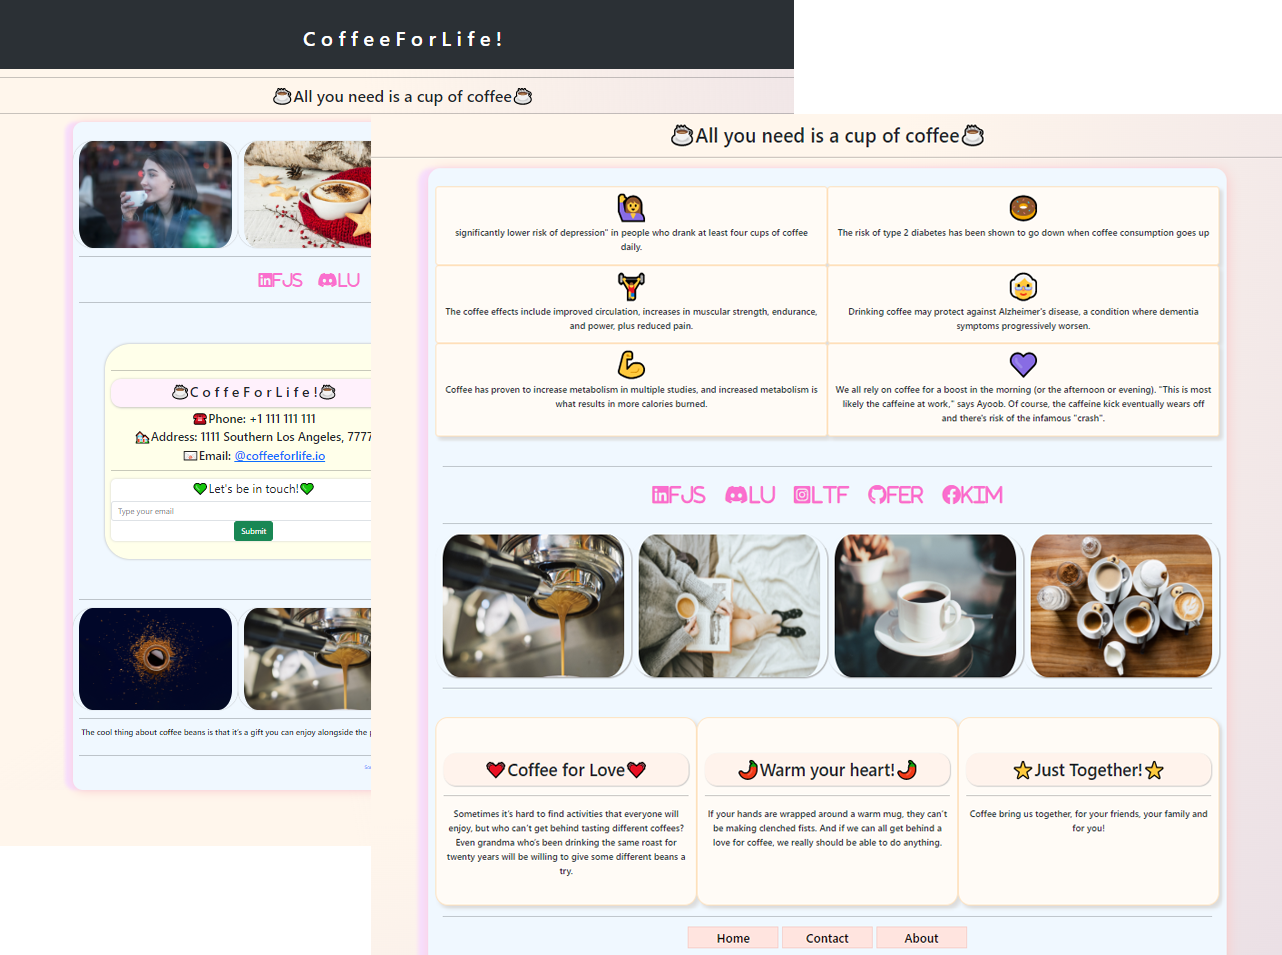 CoffeeForLife!
All you need is a cup of coffee
FJS LU
CoffeForLife!
Phone: +1 111 111 111
Address: 1111 Southern Los Angeles, 7777
Email: @coffeeforlife.io
Let's be in touch!
Type your email
Submit
The cool thing about coffee beans is that it's a gift you can enjoy alongside the
All you need is a cup of coffee
significantly lower risk of depression" in people who drank at least four cups of coffee
daily.
The risk of type 2 diabetes has been shown to go down when coffee consumption goes up
The coffee effects include improved circulation, increases in muscular strength, endurance,
and power, plus reduced pain.
Drinking coffee may protect against Alzheimer's disease, a condition where dementia
symptoms progressively worsen.
Coffee has proven to increase metabolism in multiple studies, and increased metabolism is
what results in more calories burned.
We all rely on coffee for a boost in the morning (or the afternoon or evening). "This is most
likely the caffeine at work," says Ayoob. Of course, the caffeine kick eventually wears off
and there's risk of the infamous "crash".
FJS LU LTF FER KIM
Coffee for Love
Sometimes it's hard to find activities that everyone will
enjoy, but who can't get behind tasting different coffees?
Even grandma who's been drinking the same roast for
twenty years will be willing to give some different beans a
try.
Warm your heart!
If your hands are wrapped around a warm mug, they can't
be making clenched fists. And if we can all get behind a
love for coffee, we really should be able to do anything.
Just Together!
Coffee bring us together, for your friends, your family and
for you!
Home Contact About